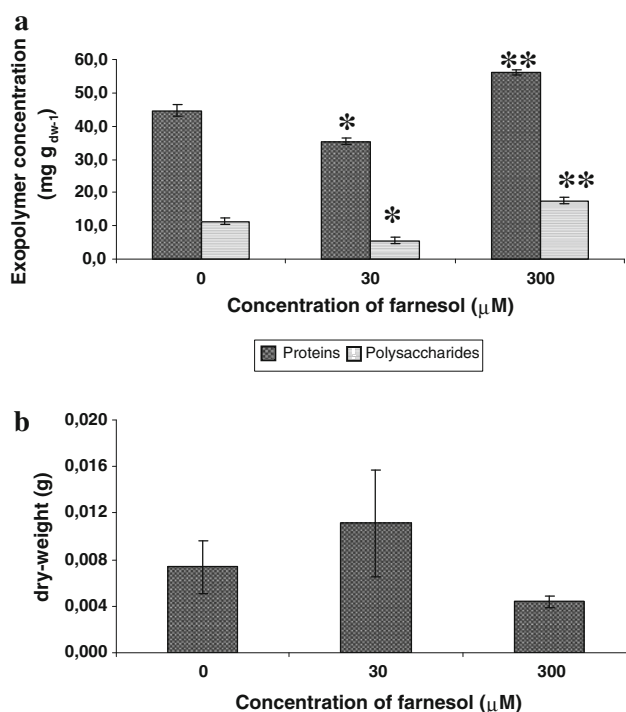 a
Exopolymer concentration
(mg g dw-1)
60,0
50,0
40,0
30,0
20,0
10,0
0,0
*
*
**
**
0
30
300
Concentration of farnesol (μM)
Proteins
Polysaccharides
b
dry-weight (g)
0,020
0,016
0,012
0,008
0,004
0,000
0
30
300
Concentration of farnesol (μM)